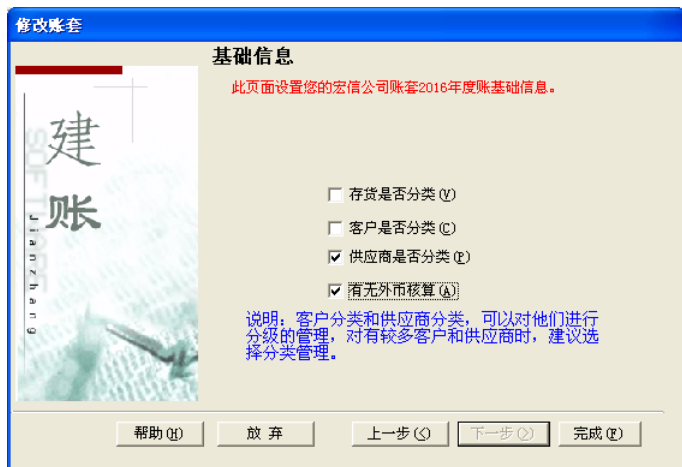 修改账套
基础信息
此页面设置您的宏信公司账套2016年度账基础信息。
建
账
Jianzhang
SOFTWARE
存货是否分类(V)
客户是否分类(C)
供应商是否分类(P)
有无外币核算(A)
说明：客户分类和供应商分类，可以对他们进行
分级的管理，对有较多客户和供应商时，建议选
择分类管理。
帮助(H)
放 弃
上一步(<)
下一步(>)
完成(F)